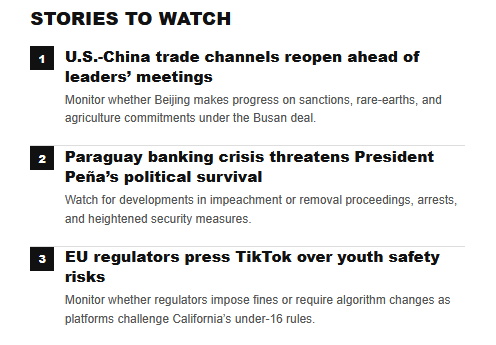 STORIES TO WATCH
1
U.S.-China trade channels reopen ahead of
leaders’ meetings
Monitor whether Beijing makes progress on sanctions, rare-earths, and
agriculture commitments under the Busan deal.
2
Paraguay banking crisis threatens President
Peña’s political survival
Watch for developments in impeachment or removal proceedings, arrests,
and heightened security measures.
3
EU regulators press TikTok over youth safety
risks
Monitor whether regulators impose fines or require algorithm changes as
platforms challenge California’s under-16 rules.